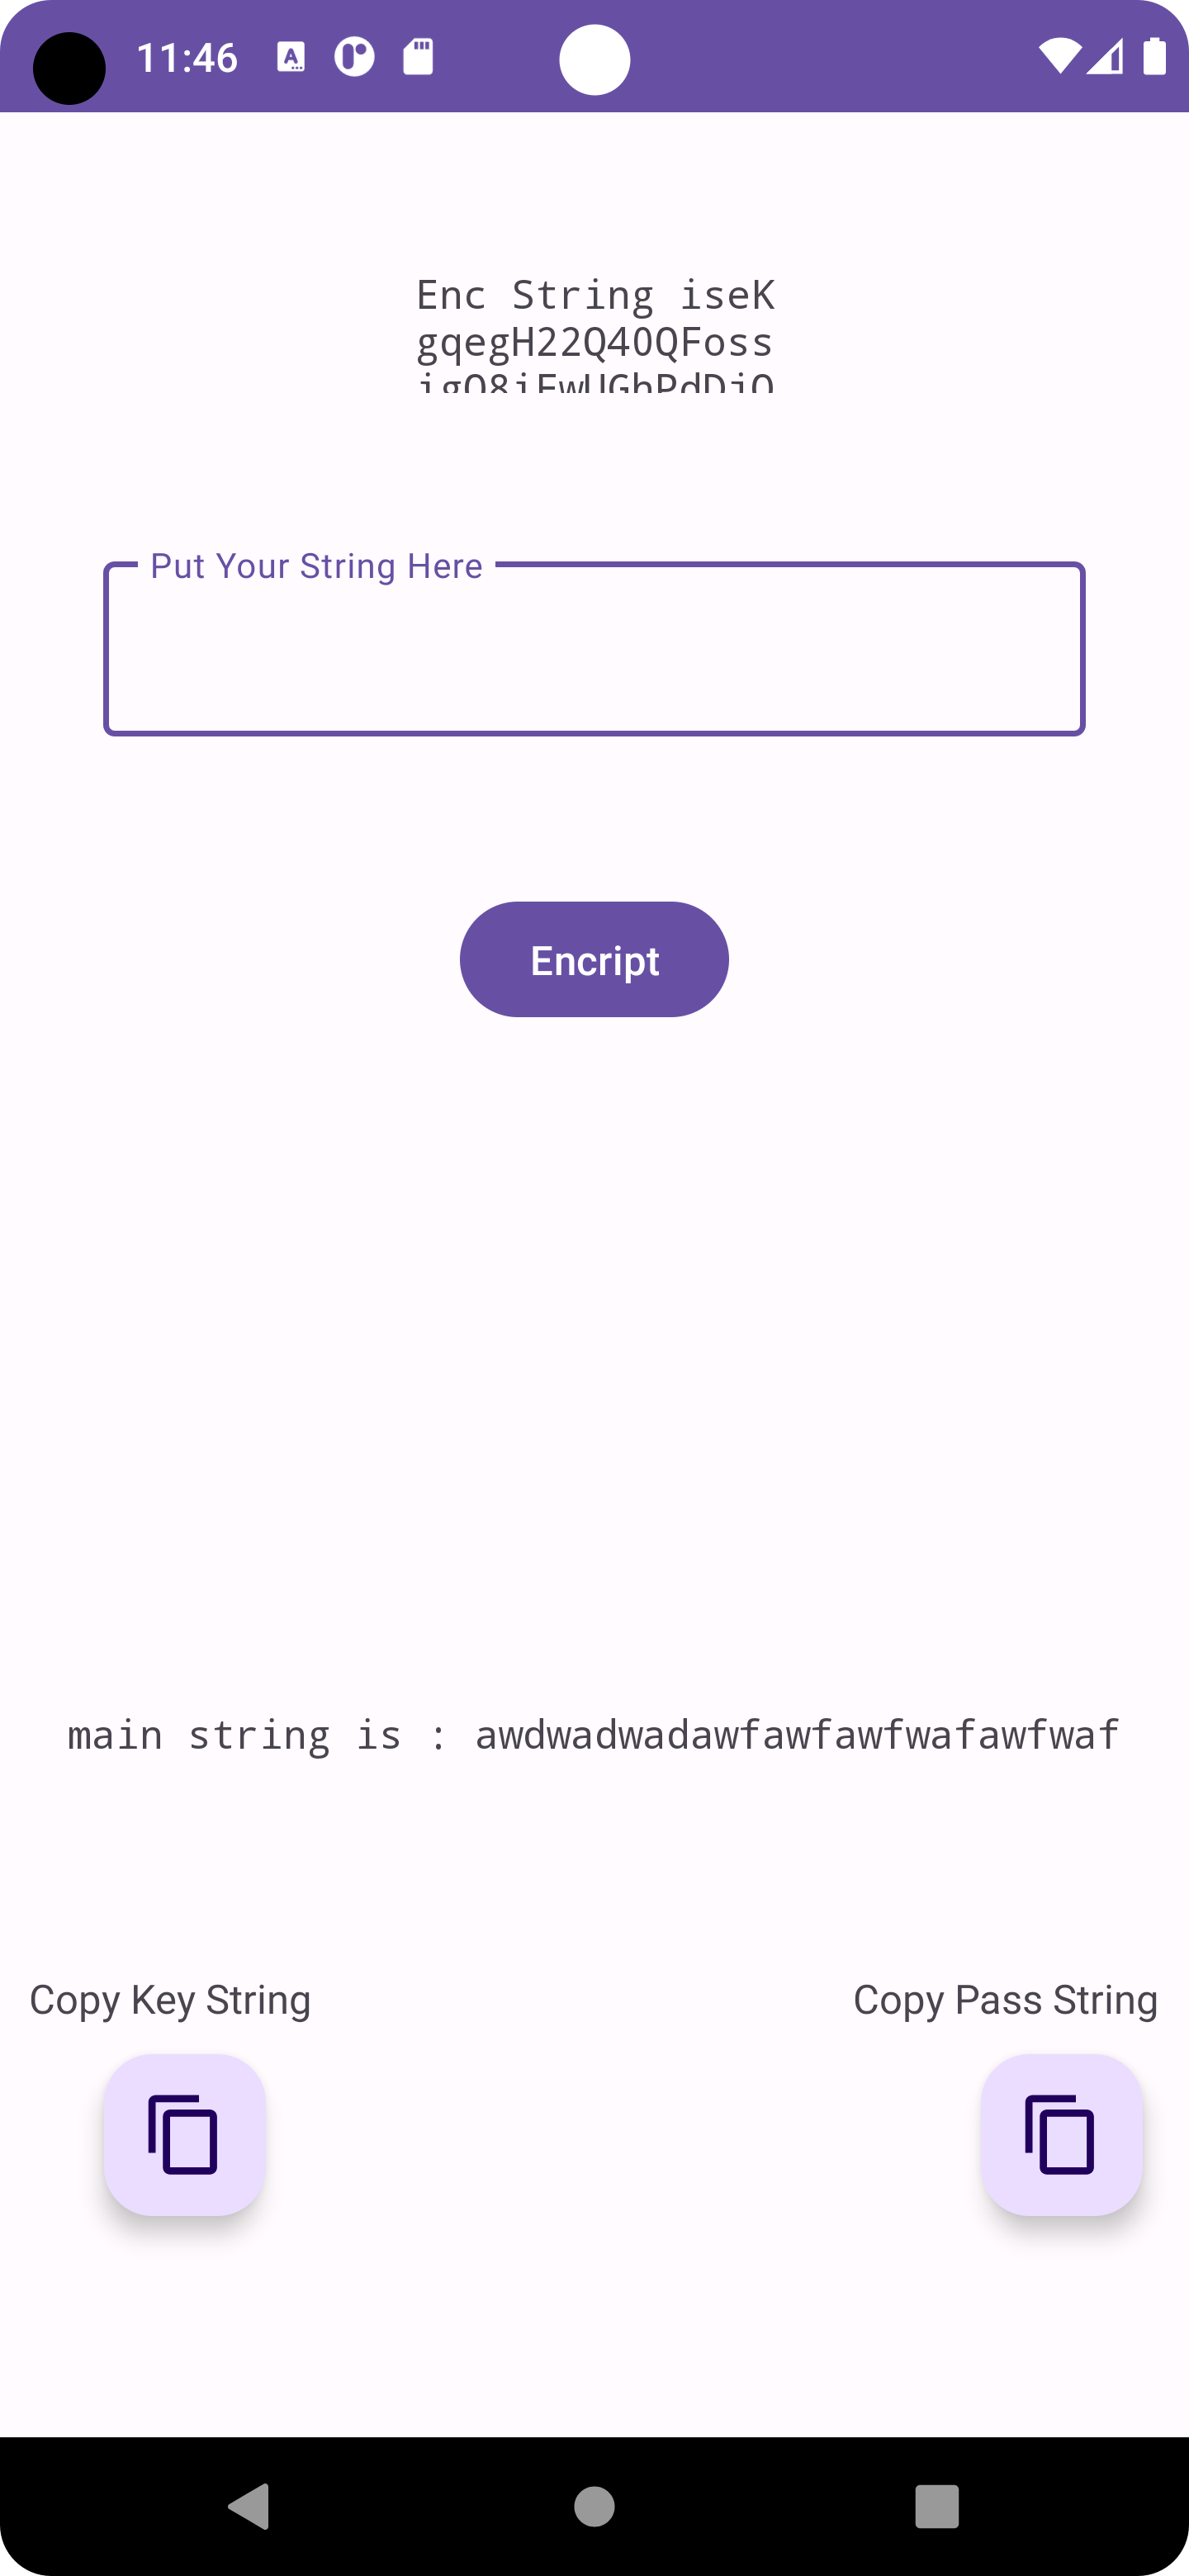 11:46
Enc String iseK
gqegH22Q40QFoss
Put Your String Here
Encript
main string is : awdwadwadawfawfawfwafawfwaf
Copy Key String
Copy Pass String